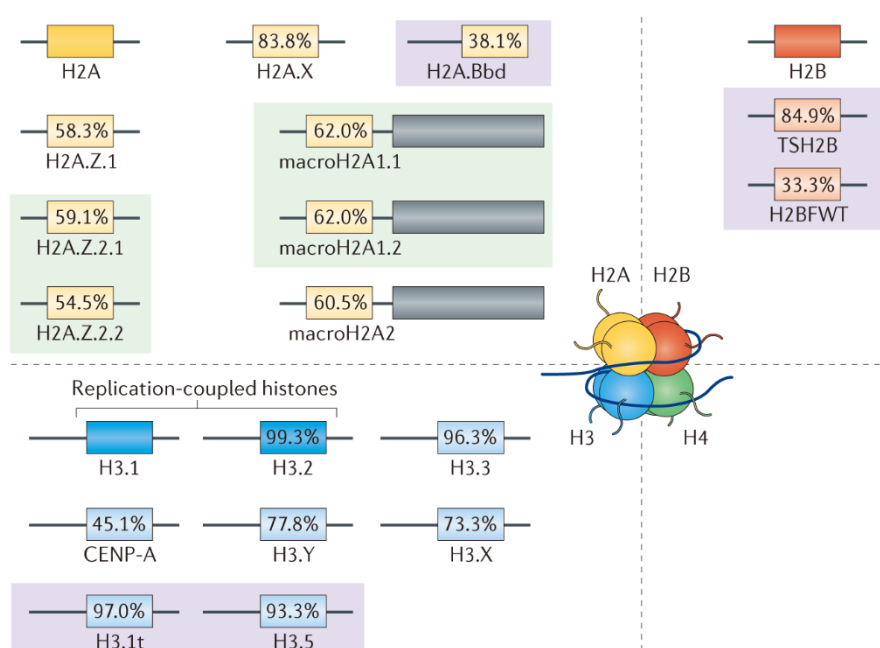 83.8%
38.1%
H2A
H2A.X
H2A.Bbd
H2B
58.3%
H2A.Z.1
62.0%
macroH2A1.1
84.9%
TSH2B
59.1%
H2A.Z.2.1
62.0%
macroH2A1.2
33.3%
H2BFWT
54.5%
H2A.Z.2.2
60.5%
macroH2A2
H2A
H2B
H3
H4
Replication-coupled histones
99.3%
96.3%
H3.1
H3.2
H3.3
45.1%
77.8%
73.3%
CENP-A
H3.Y
H3.X
97.0%
93.3%
H3.1t
H3.5